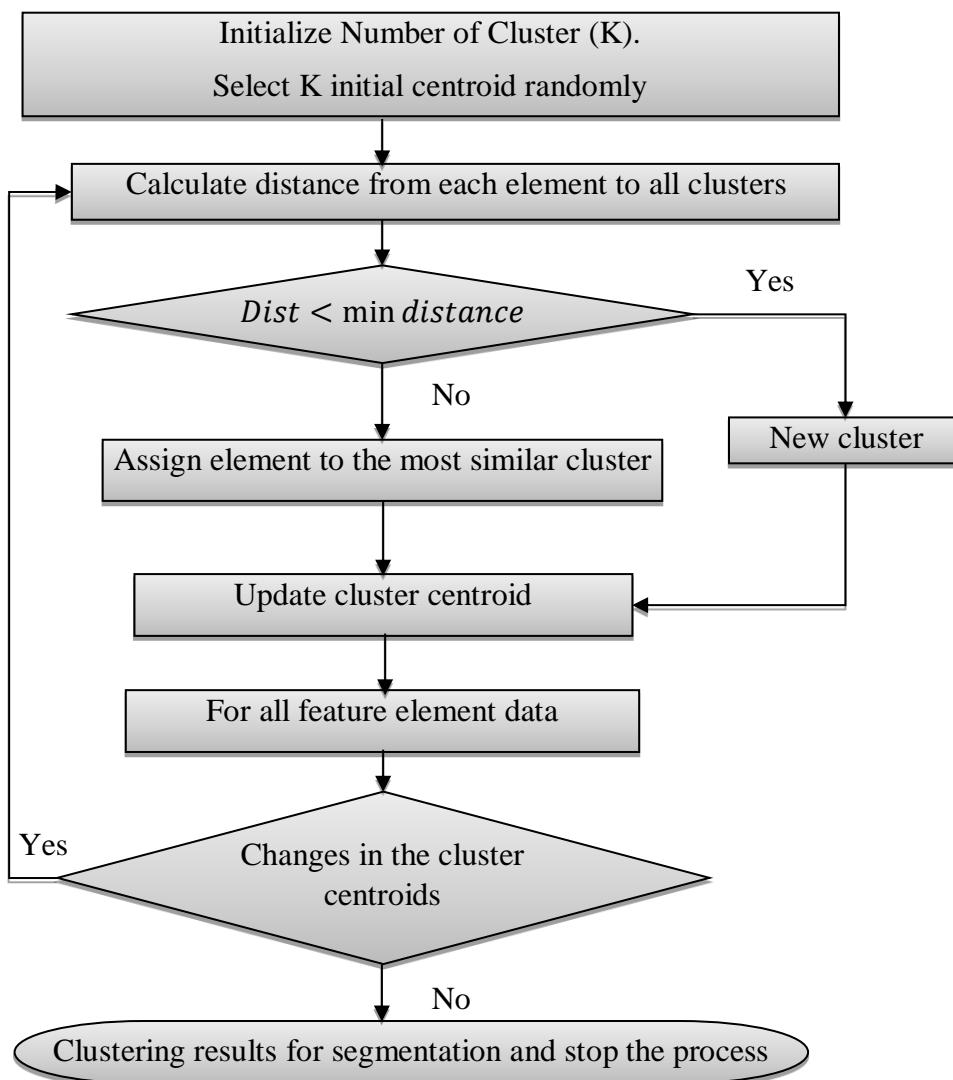 Initialize Number of Cluster (K).
Select K initial centroid randomly
Calculate distance from each element to all clusters
Yes
Dist < min distance
No
New cluster
Assign element to the most similar cluster
Update cluster centroid
For all feature element data
Yes
Changes in the cluster
centroids
No
Clustering results for segmentation and stop the process